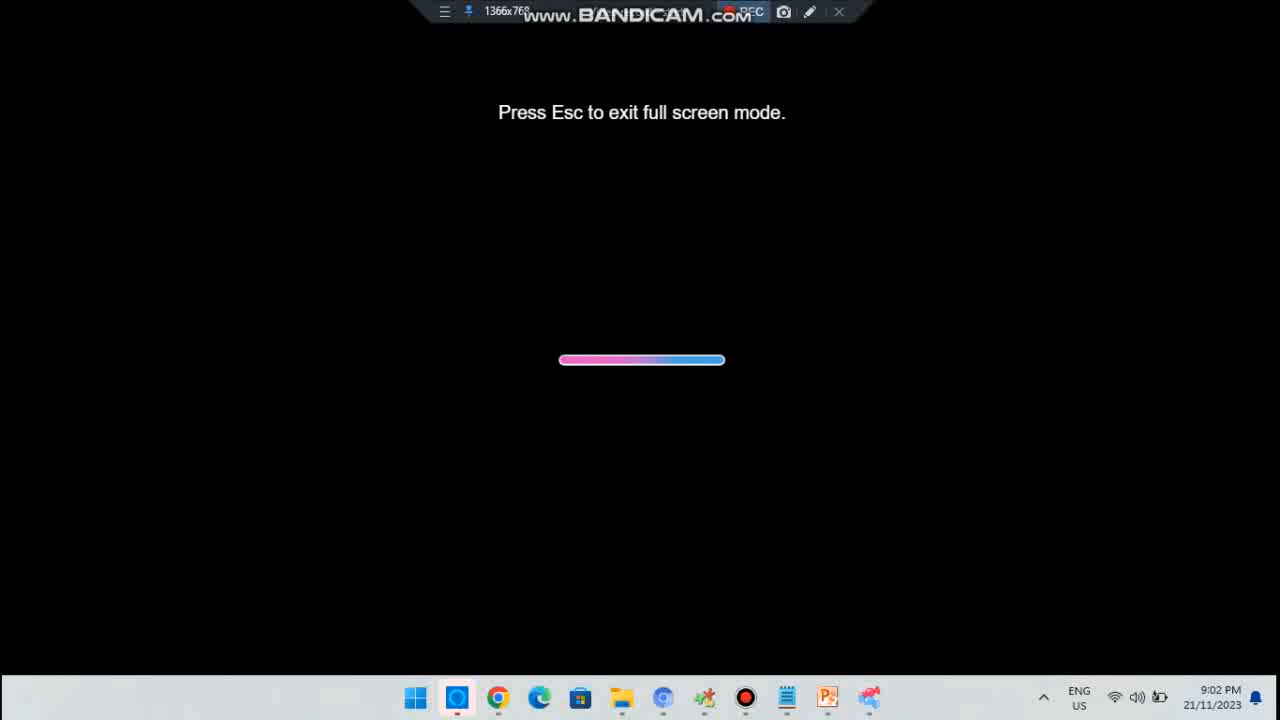 1366x768
www.BANDICAM.com
REC
Press Esc to exit full screen mode.
ENG
US
9:02 PM
21/11/2023